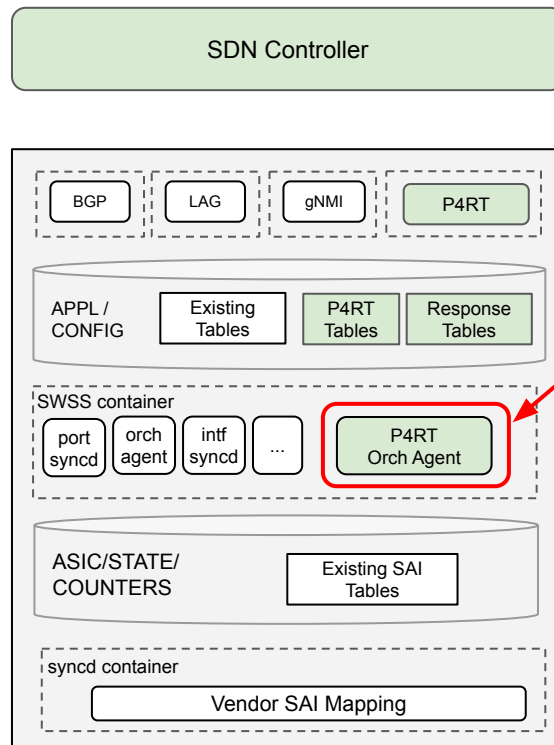 SDN Controller
BGP
LAG
gNMI
P4RT
APPL /
CONFIG
Existing
Tables
P4RT
Tables
Response
Tables
SWSS container
port
syncd
orch
agent
intf
syncd
...
P4RT
Orch Agent
ASIC/STATE/
COUNTERS
Existing SAI
Tables
syncd container
Vendor SAI Mapping